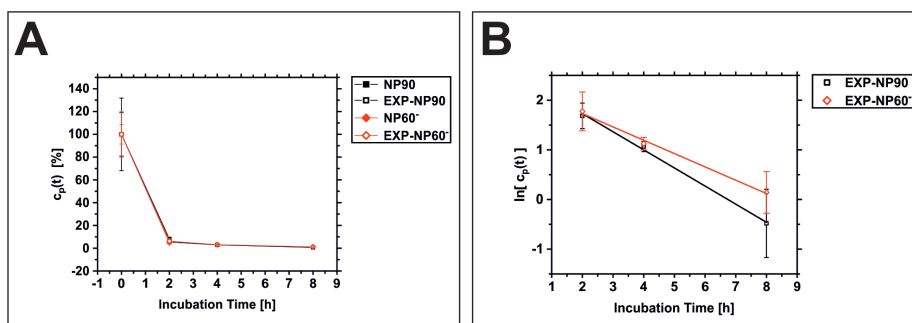 A
140
120
100
80
60
40
20
0
-20
-1 0 1 2 3 4 5 6 7 8 9
cₚ(t) [%]
Incubation Time [h]
NP90
EXP-NP90
NP60⁻
EXP-NP60⁻
B
2
1
0
-1
1 2 3 4 5 6 7 8 9
ln[ cₚ(t) ]
Incubation Time [h]
EXP-NP90
EXP-NP60⁻